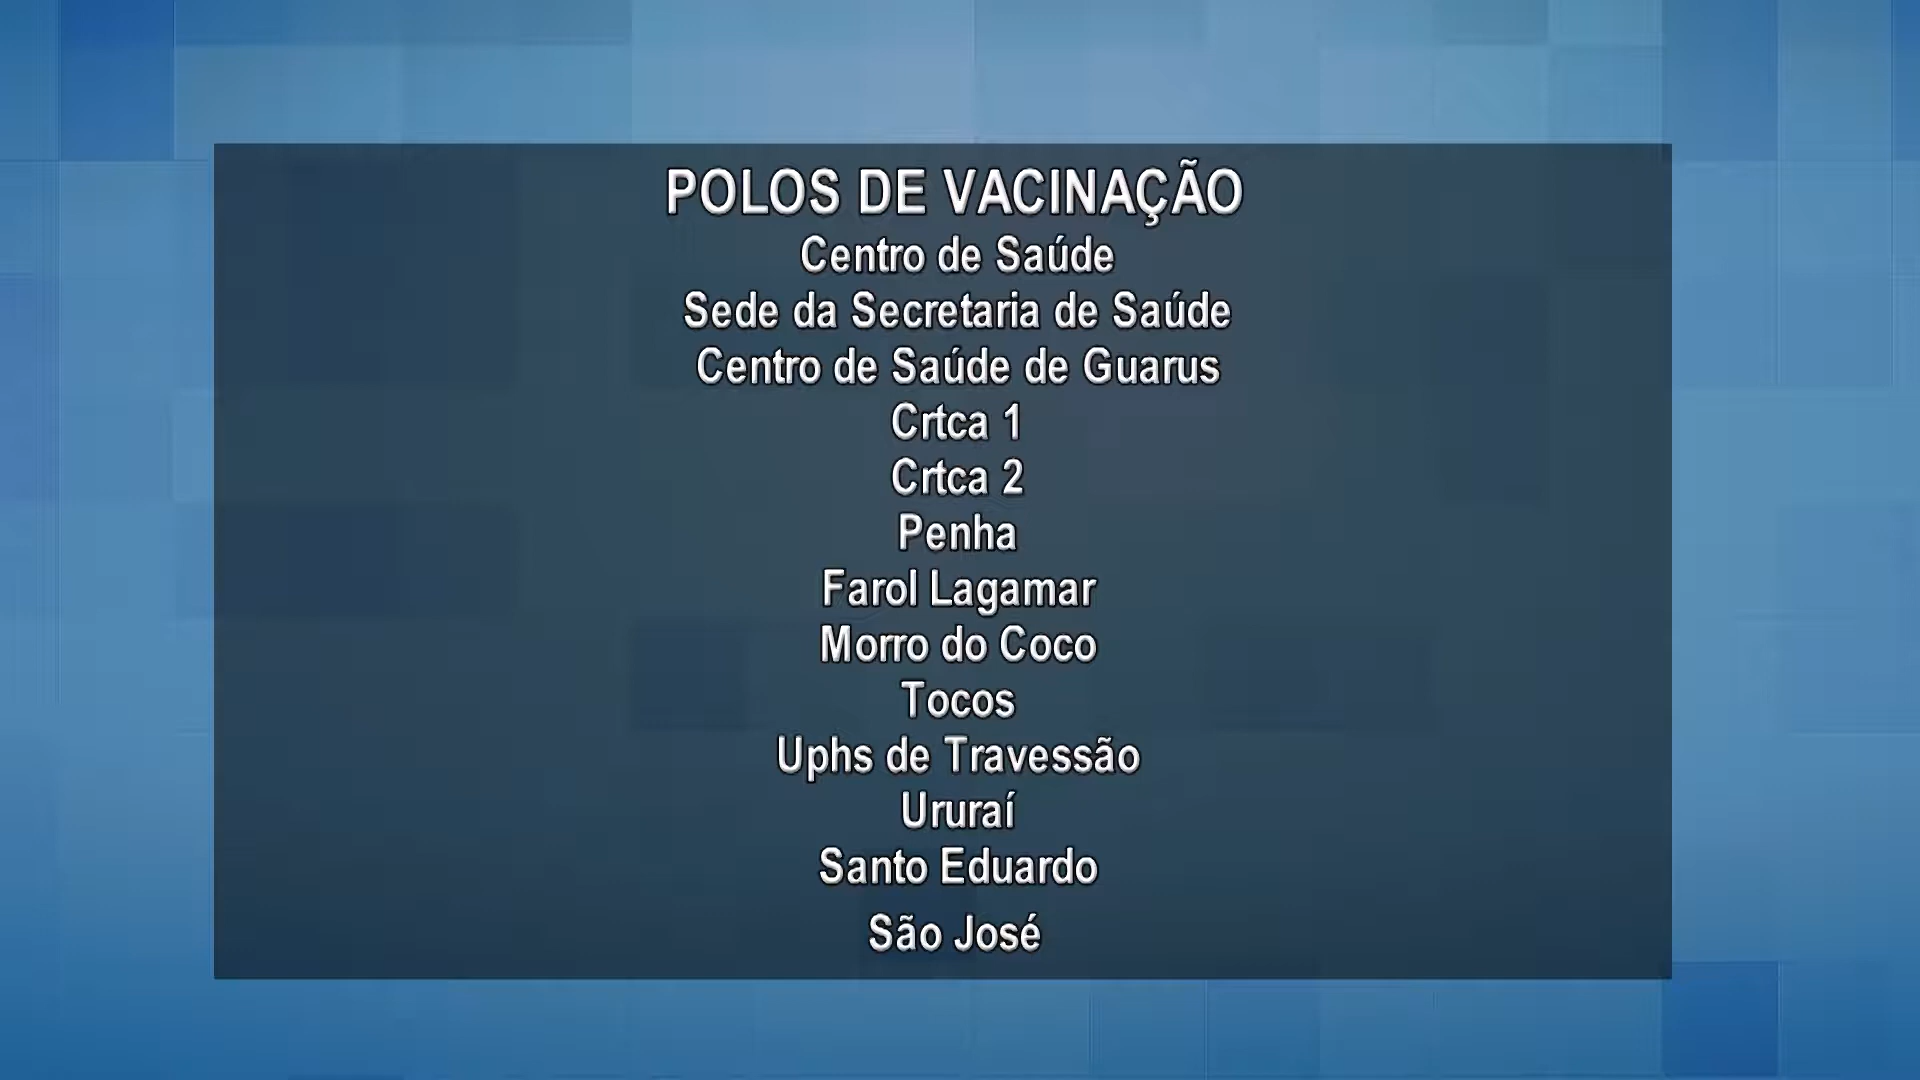 POLOS DE VACINAÇÃO
Centro de Saúde
Sede da Secretaria de Saúde
Centro de Saúde de Guarus
Crtca 1
Crtca 2
Penha
Farol Lagamar
Morro do Coco
Tocos
Uphs de Travessão
Ururaí
Santo Eduardo
São José